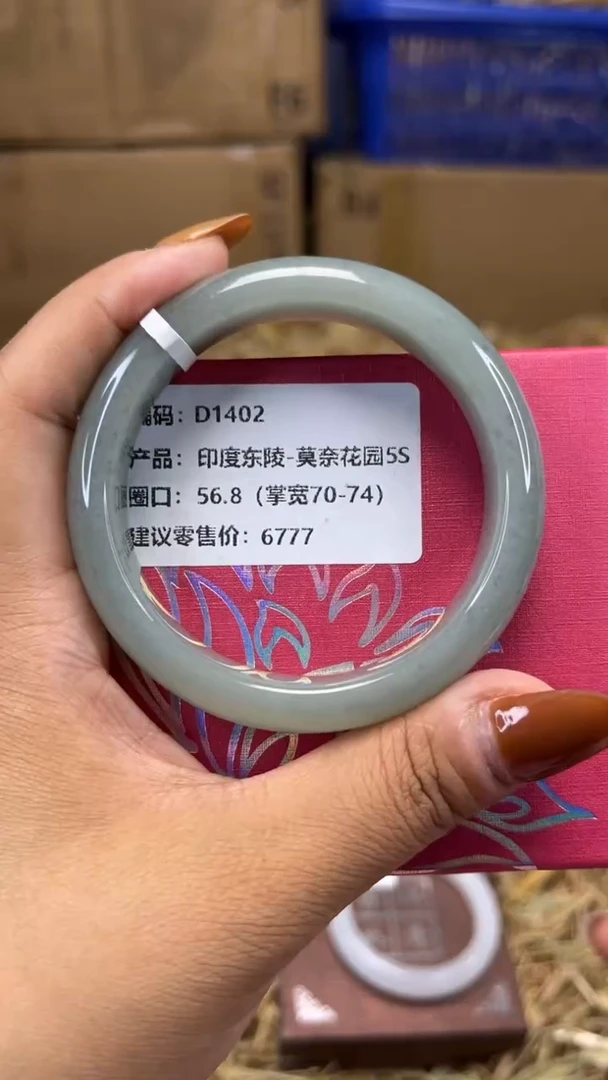 编码：D1402
产品：印度东陵-莫奈花园5S
圈口：56.8（掌宽70-74）
建议零售价：6777